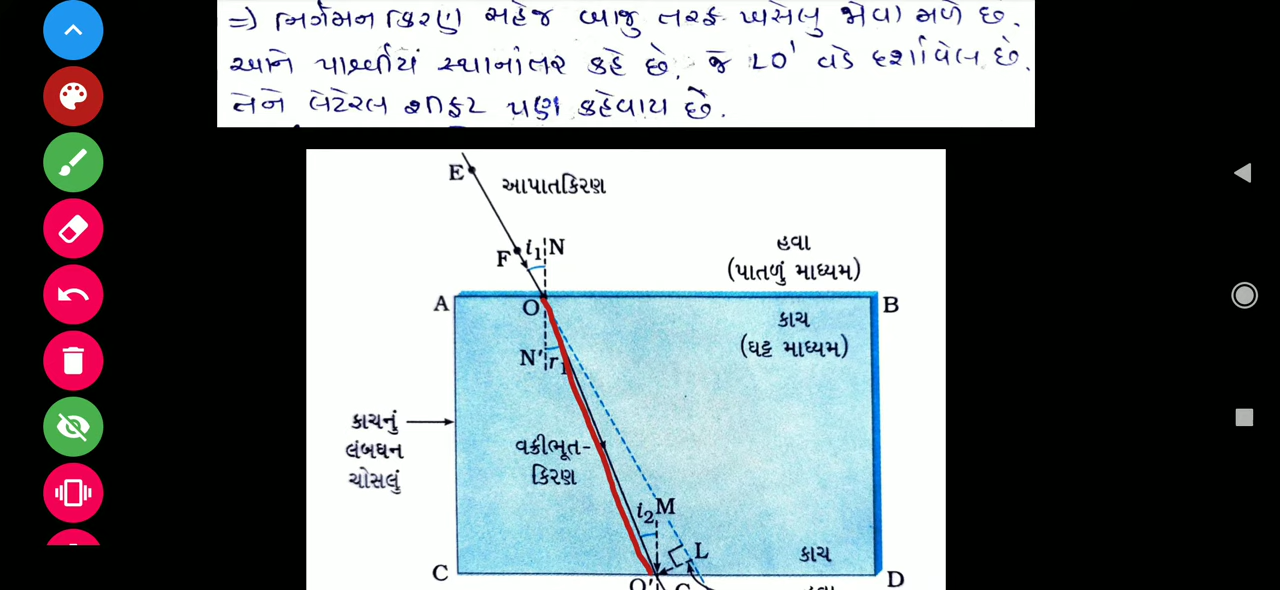 => નિર્ગમન કિરણ સહેજ બાજુ તરફ ખસેલુ જોવા મળે છે.
આને પાર્શ્વીય સ્થાનાંતર કહે છે. જે LO' વડે દર્શાવેલ છે.
તેને લેટેરલ શીફ્ટ પણ કહેવાય છે.
E
આપાતકિરણ
F i₁ N
હવા
(પાતળું માધ્યમ)
A O B
કાચ
(ઘટ્ટ માધ્યમ)
N' r₁
કાચનું
લંબઘન
ચોસલું
વક્રીભૂત-
કિરણ
i₂ M
L કાચ
C D
O'